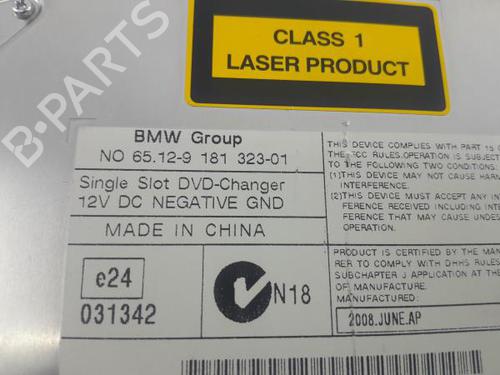 B-PARTS
CLASS 1
LASER PRODUCT
BMW Group
NO 65.12-9 181 323-01
Single Slot DVD-Changer
12V DC NEGATIVE GND
MADE IN CHINA
e24
031342
N18
THIS DEVICE COMPLIES WITH PART 15
THE FCC RULES.OPERATION IS SUBJECT
TO THE FOLLOWING TWO CONDITIONS:
(1)THIS DEVICE MAY NOT CAUSE HARM
INTERFERENCE.
(2)THIS DEVICE MUST ACCEPT ANY
FERENCE RECEIVED INCLUDING
FERENCE THAT MAY CAUSE UNDE
OPERATION.
PRODUCT IS CERTIFIED BY THE MANU
RER TO COMPLY WITH DHHS RULES
SUBCHAPTER J APPLICATION AT THE
OF MANUFACTURE.
MANUFACTURED:
2008.JUNE.AP